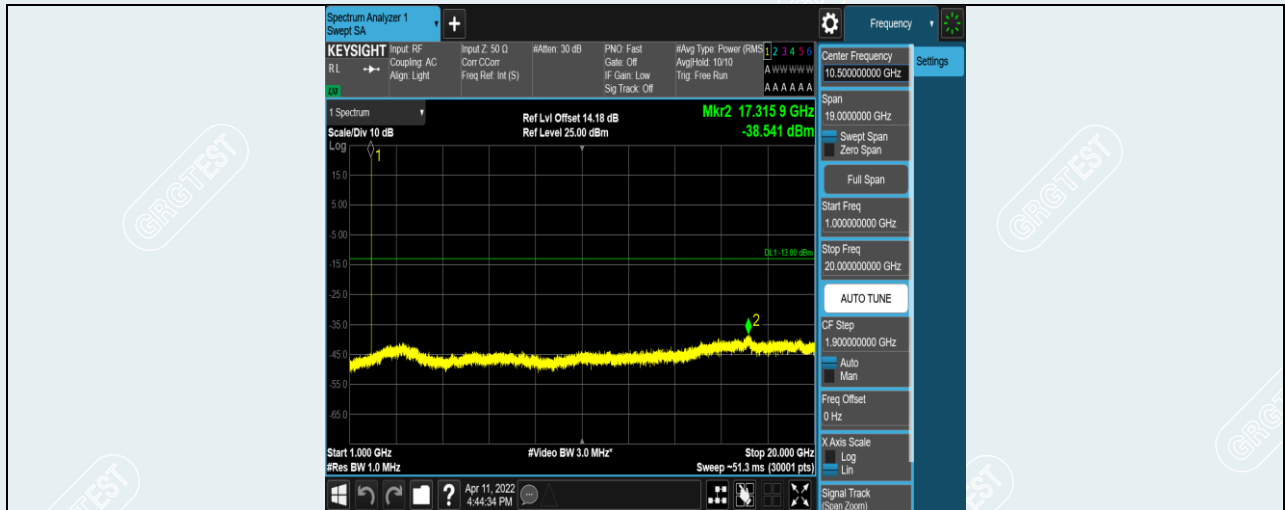 Spectrum Analyzer 1
Swept SA
+
Frequency
KEYSIGHT
RL
LXI
Input: RF
Coupling: AC
Align: Light
Input Z: 50 Ω
Corr CCorr
Freq Ref: Int (S)
#Atten: 30 dB
PNO: Fast
Gate: Off
IF Gain: Low
Sig Track: Off
#Avg Type: Power (RMS
Avg|Hold: 10/10
Trig: Free Run
1 2 3 4 5 6
A W W W W W
A A A A A A
1 Spectrum
Scale/Div 10 dB
Ref Lvl Offset 14.18 dB
Ref Level 25.00 dBm
Mkr2 17.315 9 GHz
-38.541 dBm
Log
1
15.0
5.00
-5.00
DL1 -13.00 dBm
-15.0
-25.0
-35.0
2
-45.0
-55.0
-65.0
Start 1.000 GHz
#Res BW 1.0 MHz
#Video BW 3.0 MHz*
Stop 20.000 GHz
Sweep ~51.3 ms (30001 pts)
?
Apr 11, 2022
4:44:34 PM
Center Frequency
10.500000000 GHz
Settings
Span
19.0000000 GHz
Swept Span
Zero Span
Full Span
Start Freq
1.000000000 GHz
Stop Freq
20.000000000 GHz
AUTO TUNE
CF Step
1.900000000 GHz
Auto
Man
Freq Offset
0 Hz
X Axis Scale
Log
Lin
Signal Track
(Span Zoom)
GRGTEST
GRGTEST
GRGTEST
GRGTEST